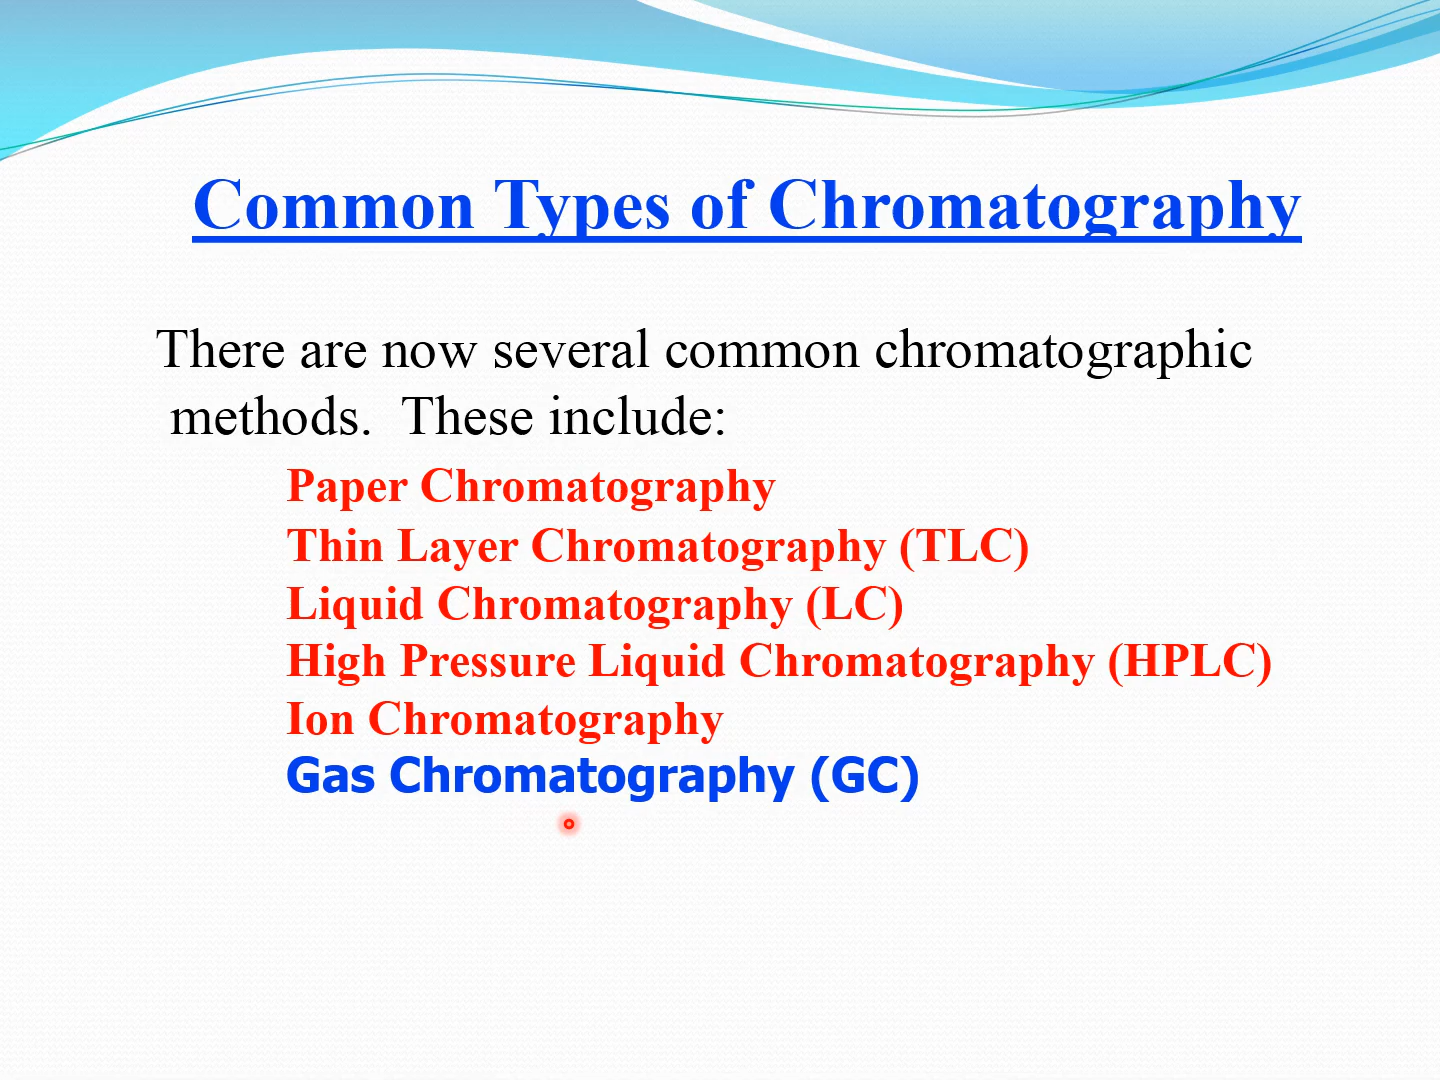 Common Types of Chromatography
There are now several common chromatographic
methods.  These include:
Paper Chromatography
Thin Layer Chromatography (TLC)
Liquid Chromatography (LC)
High Pressure Liquid Chromatography (HPLC)
Ion Chromatography
Gas Chromatography (GC)